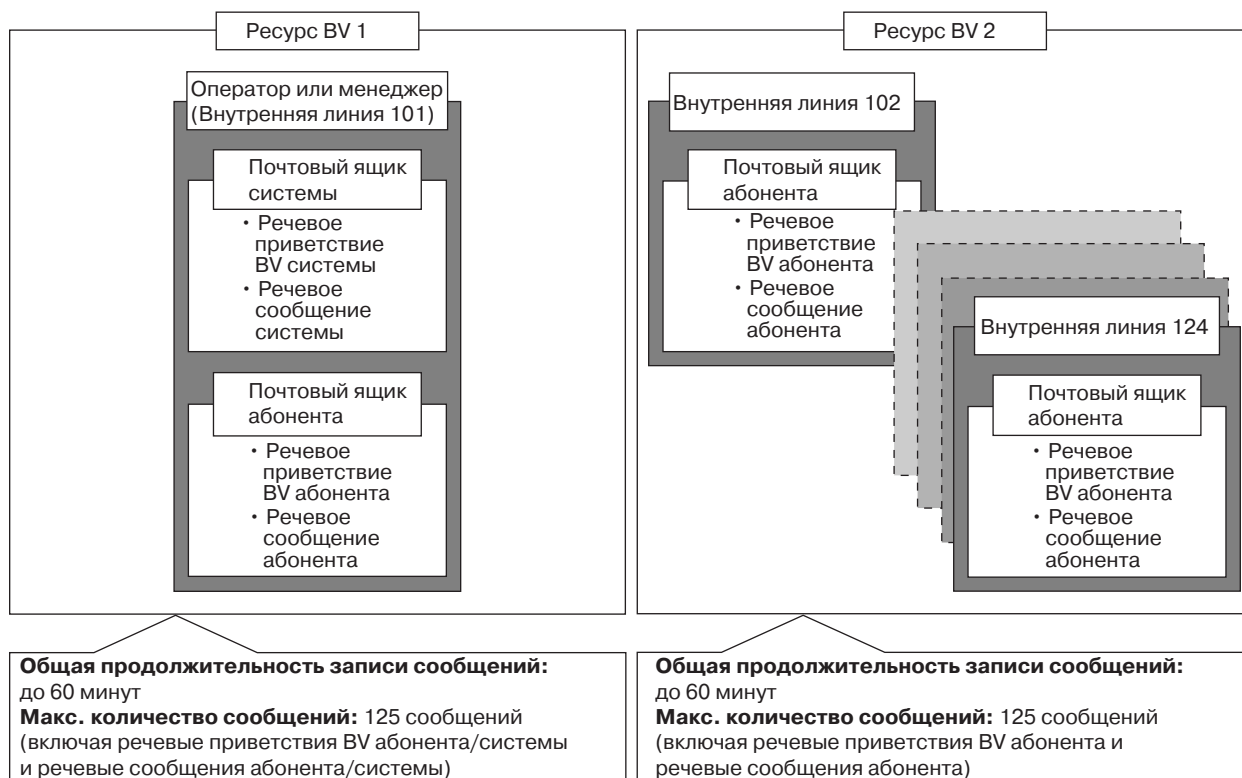 Ресурс BV 1
Оператор или менеджер
(Внутренняя линия 101)
Почтовый ящик
системы
· Речевое
приветствие
BV системы
· Речевое
сообщение
системы
Почтовый ящик
абонента
· Речевое
приветствие
BV абонента
· Речевое
сообщение
абонента
Общая продолжительность записи сообщений:
до 60 минут
Макс. количество сообщений: 125 сообщений
(включая речевые приветствия BV абонента/системы
и речевые сообщения абонента/системы)
Ресурс BV 2
Внутренняя линия 102
Почтовый ящик
абонента
· Речевое
приветствие
BV абонента
· Речевое
сообщение
абонента
Внутренняя линия 124
Почтовый ящик
абонента
· Речевое
приветствие
BV абонента
· Речевое
сообщение
абонента
Общая продолжительность записи сообщений:
до 60 минут
Макс. количество сообщений: 125 сообщений
(включая речевые приветствия BV абонента и
речевые сообщения абонента)